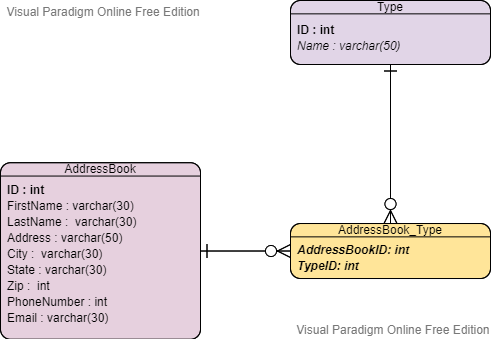 Visual Paradigm Online Free Edition
Type
ID : int
Name : varchar(50)
AddressBook
ID : int
FirstName : varchar(30)
LastName :  varchar(30)
Address : varchar(50)
City :  varchar(30)
State : varchar(30)
Zip :  int
PhoneNumber : int
Email : varchar(30)
AddressBook_Type
AddressBookID: int
TypeID: int
Visual Paradigm Online Free Edition